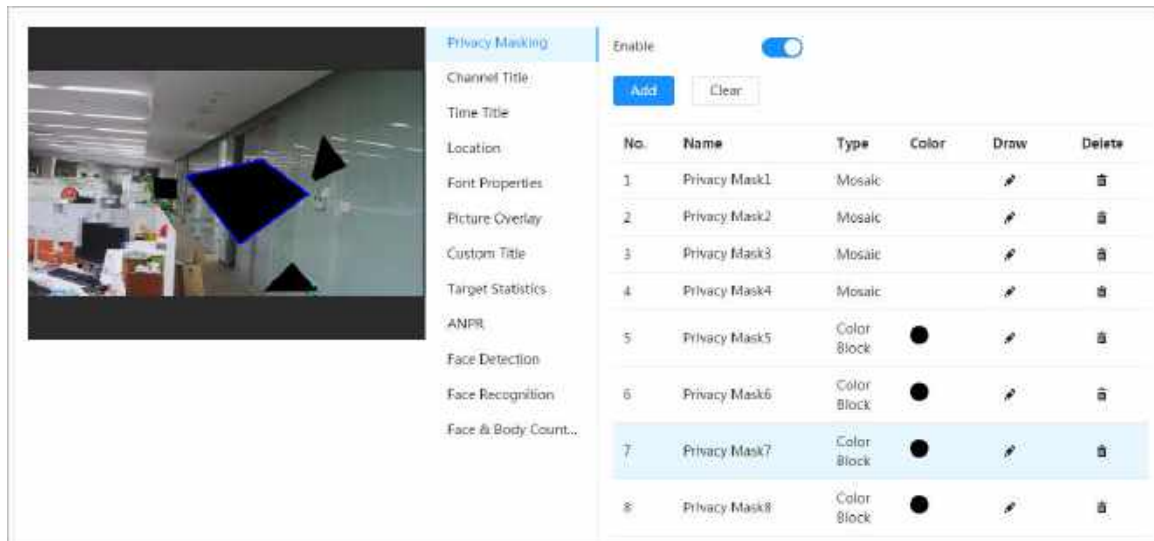 Privacy Masking
Channel Title
Time Title
Location
Font Properties
Picture Overlay
Custom Title
Target Statistics
ANPR
Face Detection
Face Recognition
Face & Body Count...
Enable
Add Clear
No. Name Type Color Draw Delete
1 Privacy Mask1 Mosaic
2 Privacy Mask2 Mosaic
3 Privacy Mask3 Mosaic
4 Privacy Mask4 Mosaic
5 Privacy Mask5 Color
Block
6 Privacy Mask6 Color
Block
7 Privacy Mask7 Color
Block
8 Privacy Mask8 Color
Block